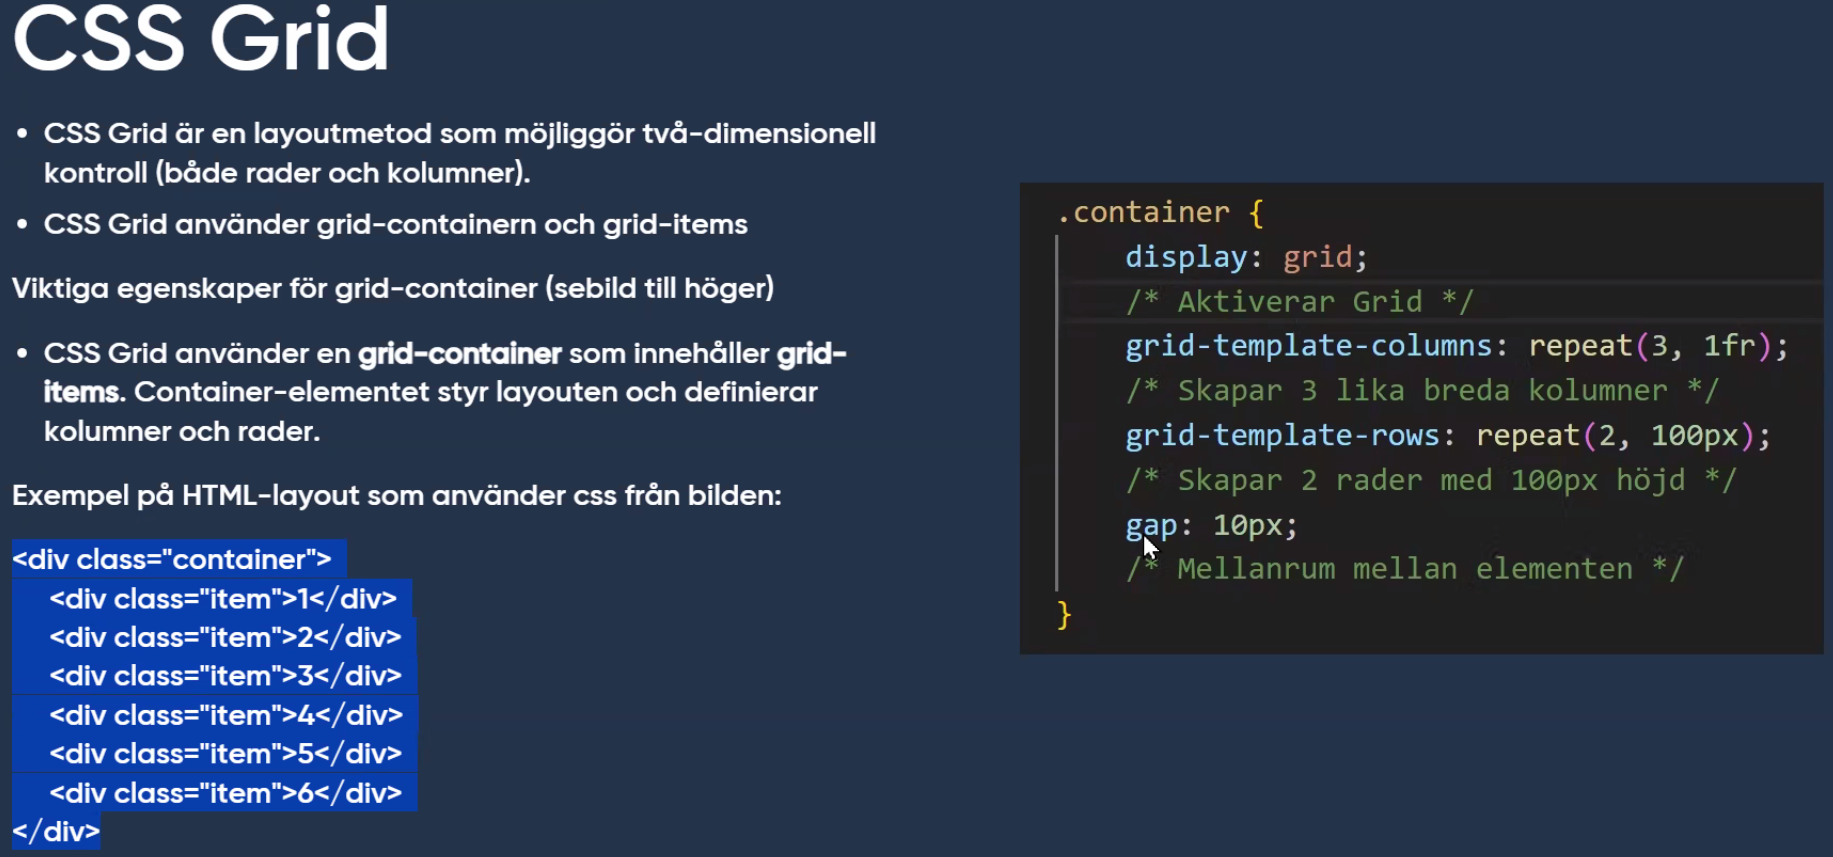 CSS Grid
• CSS Grid är en layoutmetod som möjliggör två-dimensionell
kontroll (både rader och kolumner).
• CSS Grid använder grid-containern och grid-items
Viktiga egenskaper för grid-container (sebild till höger)
• CSS Grid använder en grid-container som innehåller grid-
items. Container-elementet styr layouten och definierar
kolumner och rader.
Exempel på HTML-layout som använder css från bilden:
<div class="container">
<div class="item">1</div>
<div class="item">2</div>
<div class="item">3</div>
<div class="item">4</div>
<div class="item">5</div>
<div class="item">6</div>
</div>
.container {
display: grid;
/* Aktiverar Grid */
grid-template-columns: repeat(3, 1fr);
/* Skapar 3 lika breda kolumner */
grid-template-rows: repeat(2, 100px);
/* Skapar 2 rader med 100px höjd */
gap: 10px;
/* Mellanrum mellan elementen */
}